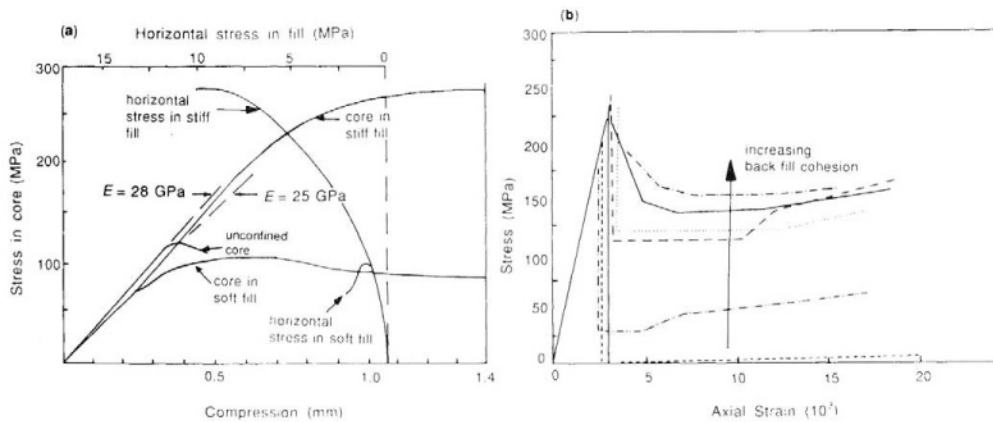 (a)
Horizontal stress in fill (MPa)
15
10
5
0
300
200
100
0
Stress in core (MPa)
horizontal
stress in stiff
fill
core in
stiff fill
E = 28 GPa
E = 25 GPa
unconfined
core
core in
soft fill
horizontal
stress in soft fill
0.5
1.0
1.4
Compression (mm)
(b)
300
250
200
150
100
50
0
Stress (MPa)
increasing
back fill cohesion
0
5
10
15
20
Axial Strain (10³)